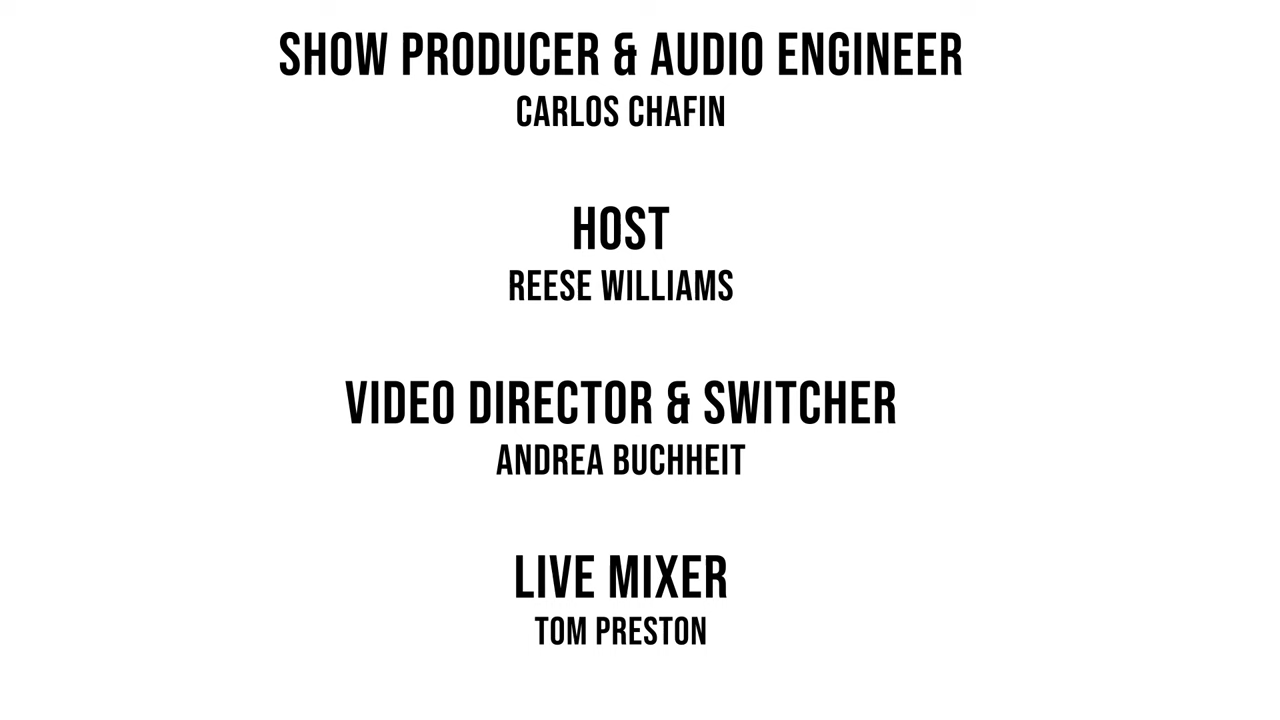 SHOW PRODUCER & AUDIO ENGINEER
CARLOS CHAFIN
HOST
REESE WILLIAMS
VIDEO DIRECTOR & SWITCHER
ANDREA BUCHHEIT
LIVE MIXER
TOM PRESTON